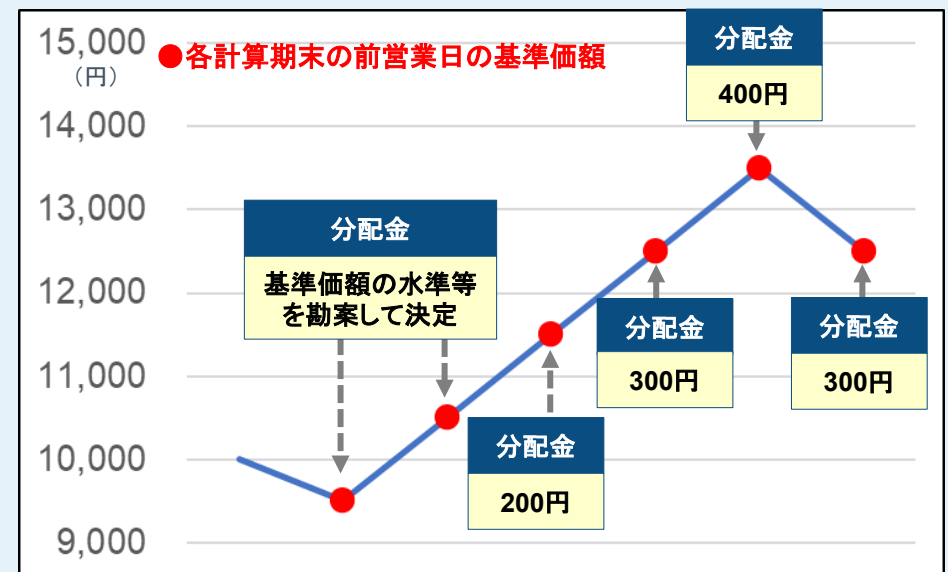 15,000
（円）
●各計算期末の前営業日の基準価額
分配金
400円
14,000
13,000
分配金
基準価額の水準等
を勘案して決定
12,000
分配金
300円
分配金
300円
11,000
分配金
200円
10,000
9,000